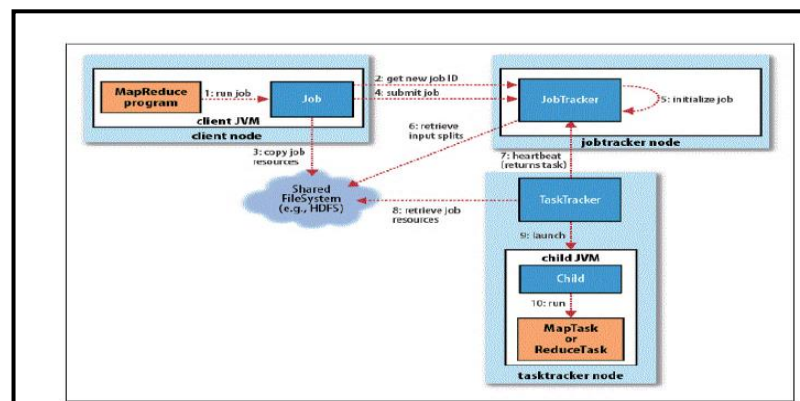 MapReduce
program
1: run job
Job
client JVM
client node
2: get new job ID
4: submit job
JobTracker
5: initialize job
jobtracker node
3: copy job
resources
6: retrieve
input splits
7: heartbeat
(returns task)
Shared
FileSystem
(e.g., HDFS)
8: retrieve job
resources
TaskTracker
9: launch
child JVM
Child
10: run
MapTask
or
ReduceTask
tasktracker node